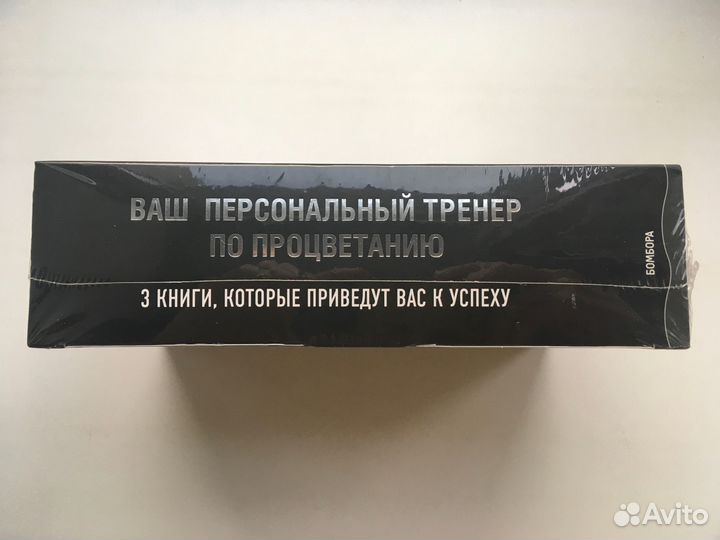 ВАШ ПЕРСОНАЛЬНЫЙ ТРЕНЕР
ПО ПРОЦВЕТАНИЮ
3 КНИГИ, КОТОРЫЕ ПРИВЕДУТ ВАС К УСПЕХУ
БОМБОРА
Avito